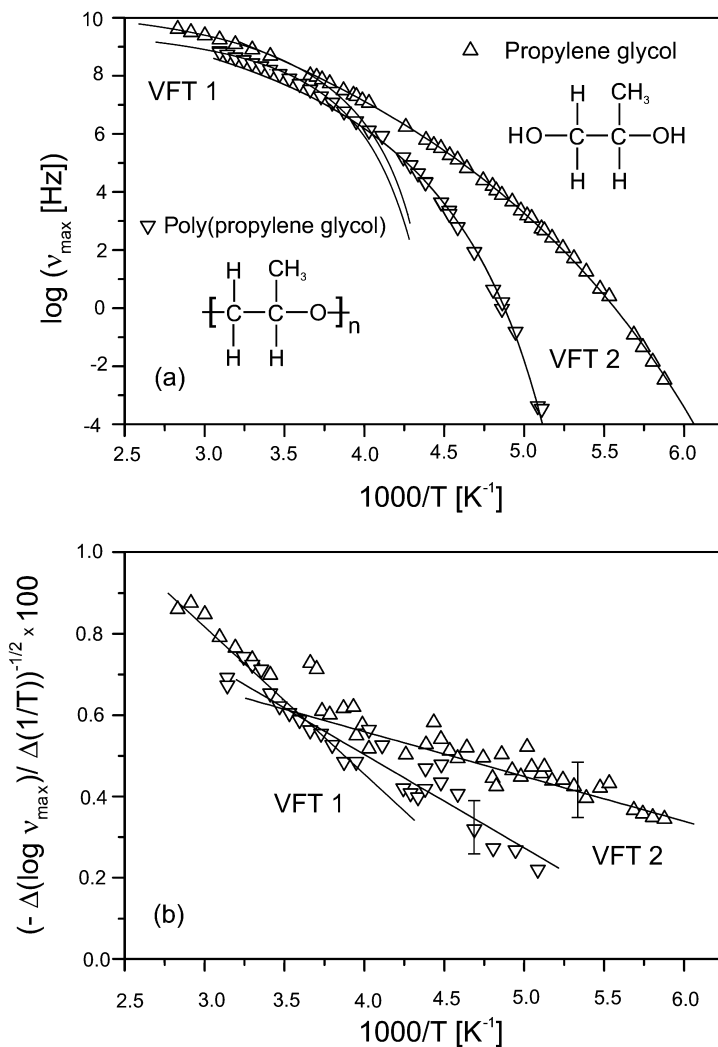 10
8
6
4
2
0
-2
-4
log (ν_max [Hz])
Propylene glycol
H CH₃
HO C C OH
H H
VFT 1
Poly(propylene glycol)
H CH₃
[ C C O ]n
H H
VFT 2
(a)
2.5 3.0 3.5 4.0 4.5 5.0 5.5 6.0
1000/T [K⁻¹]
1.0
0.8
0.6
0.4
0.2
0.0
(- Δ(log ν_max)/ Δ(1/T))^-1/2 x 100
VFT 1
VFT 2
(b)
2.5 3.0 3.5 4.0 4.5 5.0 5.5 6.0
1000/T [K⁻¹]